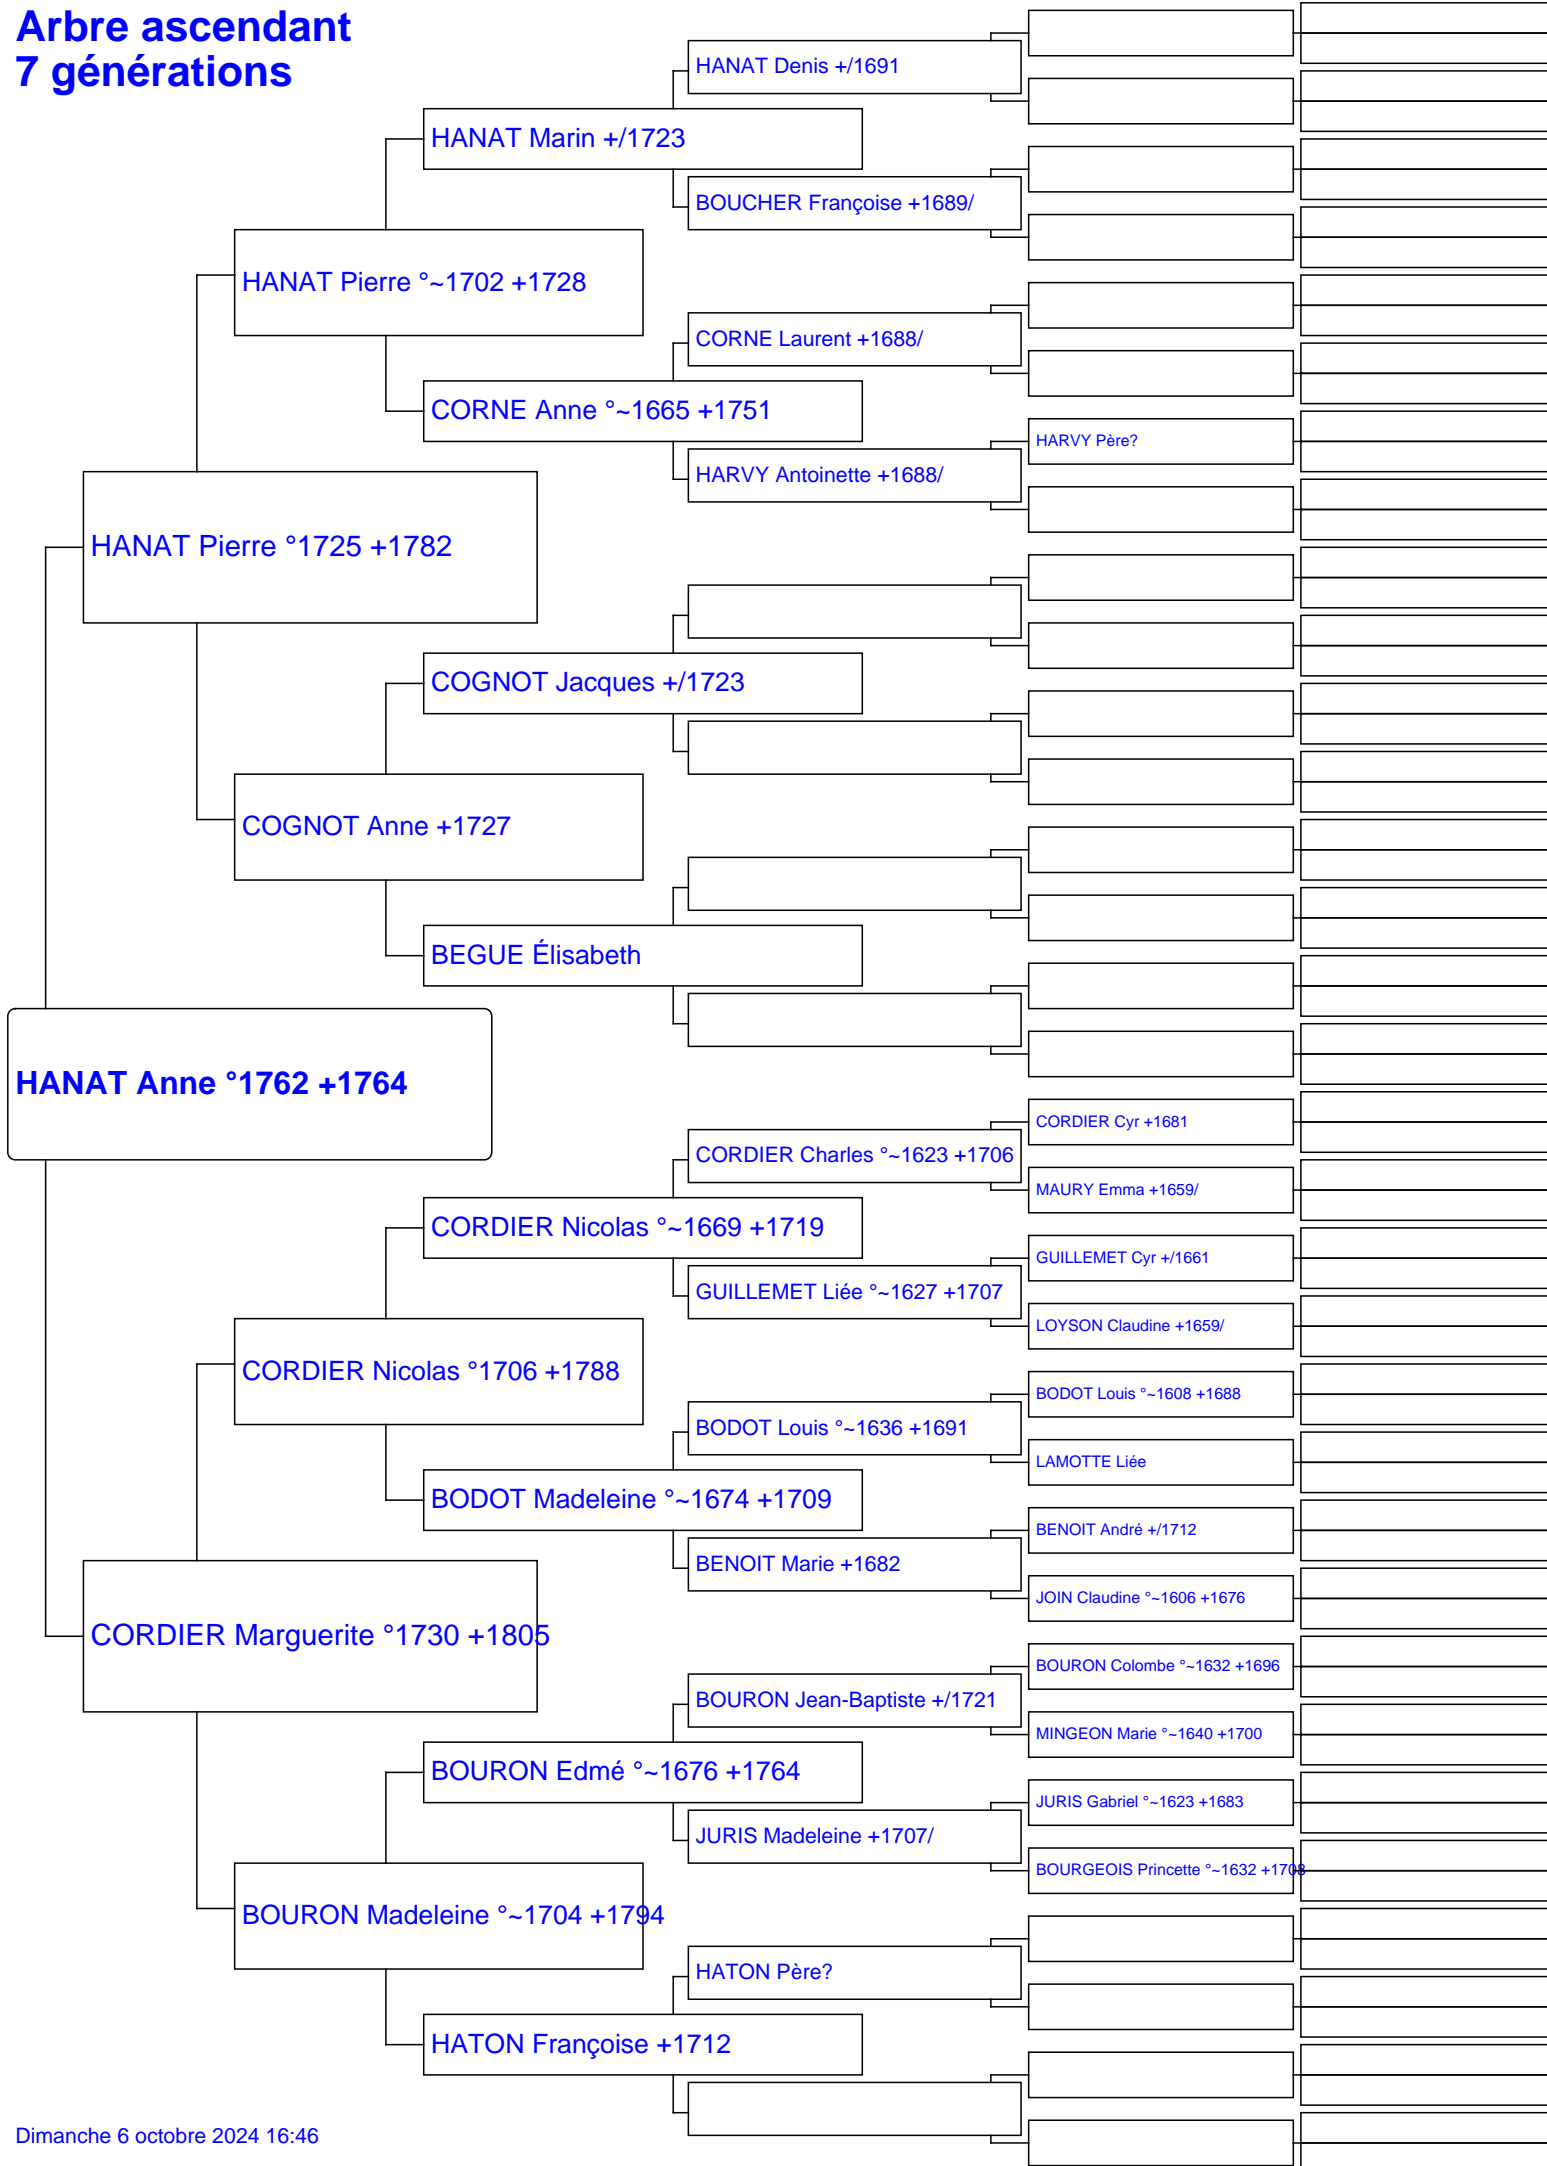 Arbre ascendant
7 générations
HANAT Denis +/1691
HANAT Marin +/1723
BOUCHER Françoise +1689/
HANAT Pierre °~1702 +1728
CORNE Laurent +1688/
CORNE Anne °~1665 +1751
HARVY Père?
HARVY Antoinette +1688/
HANAT Pierre °1725 +1782
COGNOT Jacques +/1723
COGNOT Anne +1727
BEGUE Élisabeth
HANAT Anne °1762 +1764
CORDIER Cyr +1681
CORDIER Charles °~1623 +1706
MAURY Emma +1659/
CORDIER Nicolas °~1669 +1719
GUILLEMET Cyr +/1661
GUILLEMET Liée °~1627 +1707
LOYSON Claudine +1659/
CORDIER Nicolas °1706 +1788
BODOT Louis °~1608 +1688
BODOT Louis °~1636 +1691
LAMOTTE Liée
BODOT Madeleine °~1674 +1709
BENOIT André +/1712
BENOIT Marie +1682
JOIN Claudine °~1606 +1676
CORDIER Marguerite °1730 +1805
BOURON Colombe °~1632 +1696
BOURON Jean-Baptiste +/1721
MINGEON Marie °~1640 +1700
BOURON Edmé °~1676 +1764
JURIS Gabriel °~1623 +1683
JURIS Madeleine +1707/
BOURGEOIS Princette °~1632 +1708
BOURON Madeleine °~1704 +1794
HATON Père?
HATON Françoise +1712
Dimanche 6 octobre 2024 16:46